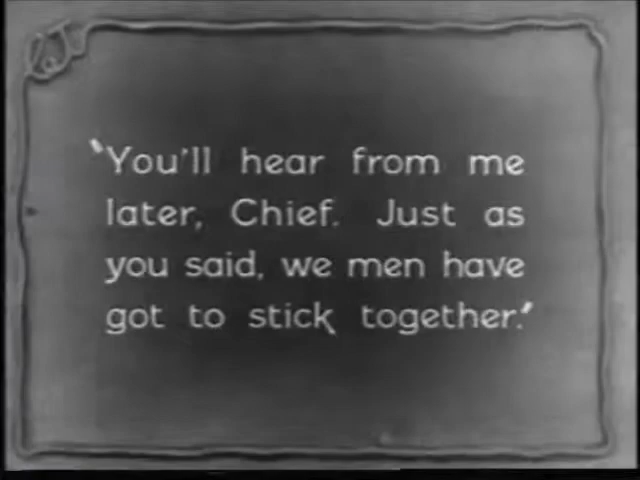 "You'll hear from me
later, Chief. Just as
you said, we men have
got to stick together."